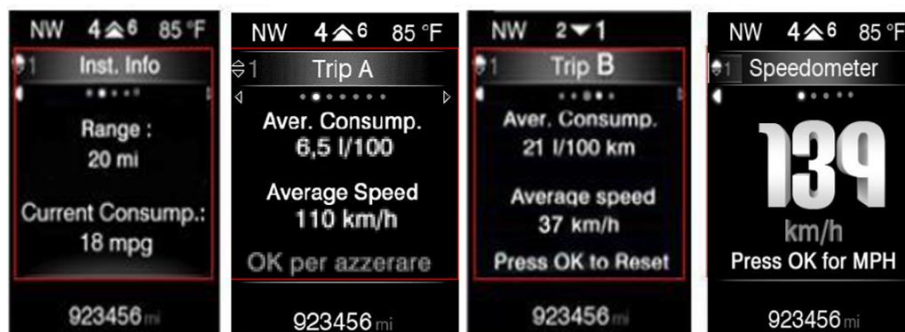 NW 4 6 85 °F
1 Inst. Info
Range :
20 mi
Current Consump.:
18 mpg
923456 mi
NW 4 6 85 °F
1 Trip A
Aver. Consump.
6,5 l/100
Average Speed
110 km/h
OK per azzerare
923456 mi
NW 2 1
1 Trip B
Aver. Consump.
21 l/100 km
Average speed
37 km/h
Press OK to Reset
923456 mi
NW 4 6 85 °F
1 Speedometer
139
km/h
Press OK for MPH
923456 mi